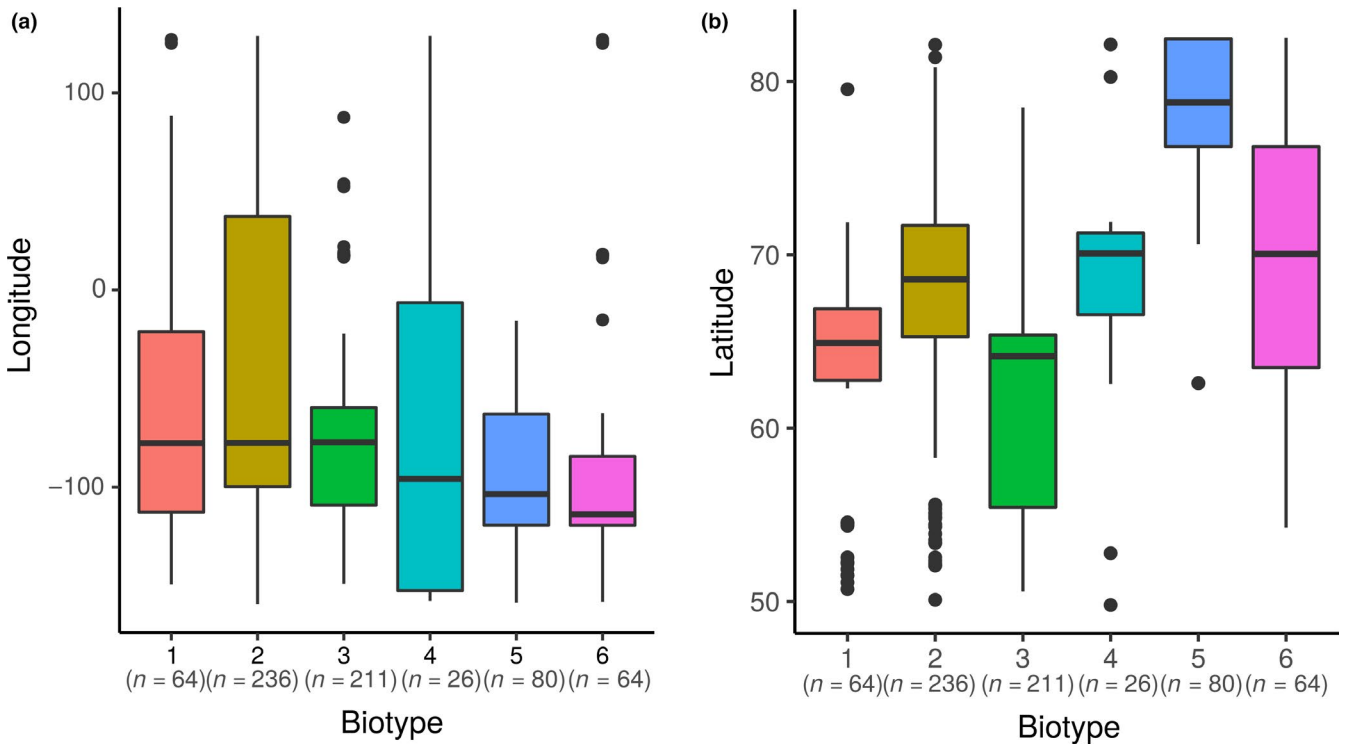 (a)
Longitude
100
0
−100
1 2 3 4 5 6
(n = 64) (n = 236) (n = 211) (n = 26) (n = 80) (n = 64)
Biotype
(b)
Latitude
80
70
60
50
1 2 3 4 5 6
(n = 64) (n = 236) (n = 211) (n = 26) (n = 80) (n = 64)
Biotype